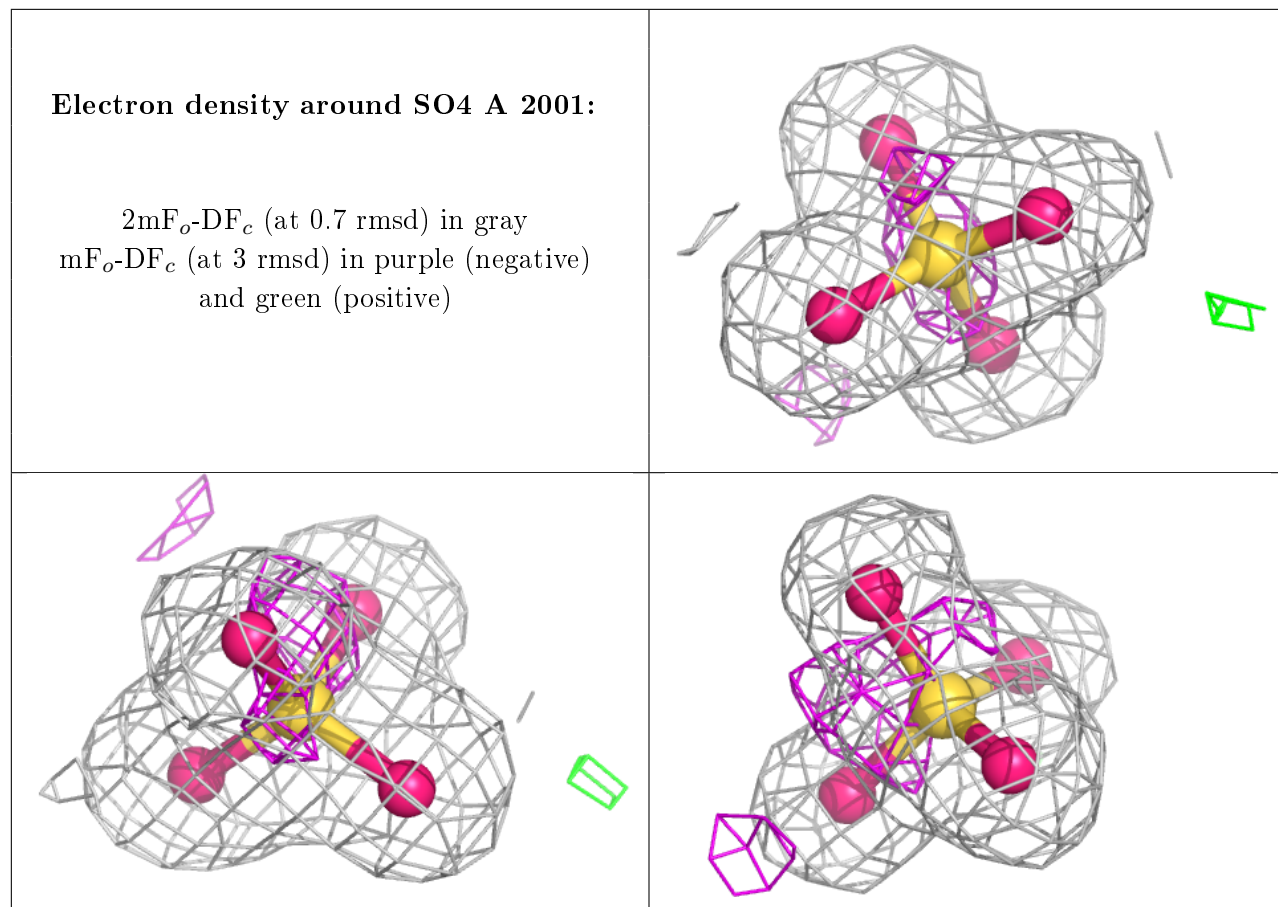 Electron density around SO4 A 2001:
2mFo-DFc (at 0.7 rmsd) in gray
mFo-DFc (at 3 rmsd) in purple (negative)
and green (positive)